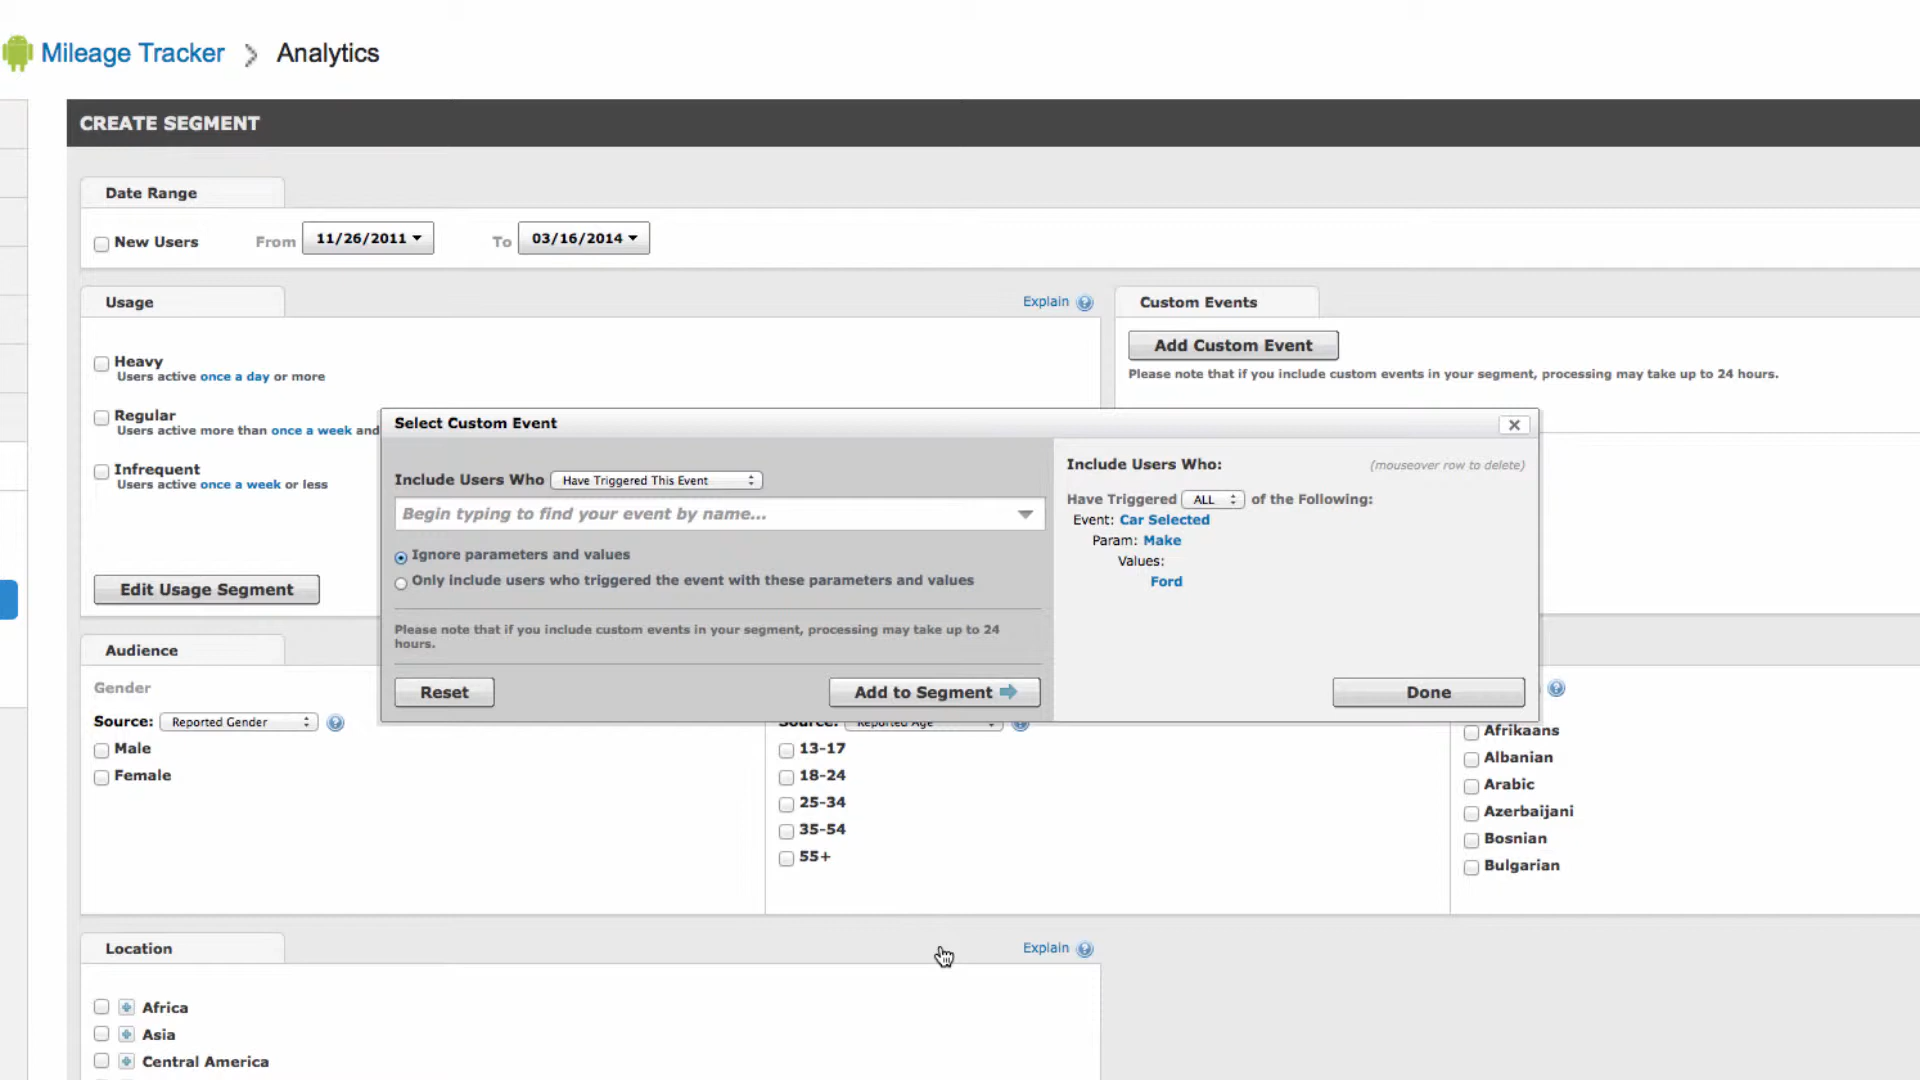 Mileage Tracker Analytics
CREATE SEGMENT
Date Range
New Users From 11/26/2011 To 03/16/2014
Usage
Explain
Heavy
Users active once a day or more
Regular
Users active more than once a week and
Infrequent
Users active once a week or less
Edit Usage Segment
Custom Events
Add Custom Event
Please note that if you include custom events in your segment, processing may take up to 24 hours.
Select Custom Event
Include Users Who Have Triggered This Event
Begin typing to find your event by name...
Ignore parameters and values
Only include users who triggered the event with these parameters and values
Please note that if you include custom events in your segment, processing may take up to 24
hours.
Reset
Add to Segment
Include Users Who: (mouseover row to delete)
Have Triggered ALL of the Following:
Event: Car Selected
Param: Make
Values:
Ford
Done
Audience
Gender
Source: Reported Gender
Male
Female
Source: Reported Age
13-17
18-24
25-34
35-54
55+
Afrikaans
Albanian
Arabic
Azerbaijani
Bosnian
Bulgarian
Location
Explain
Africa
Asia
Central America